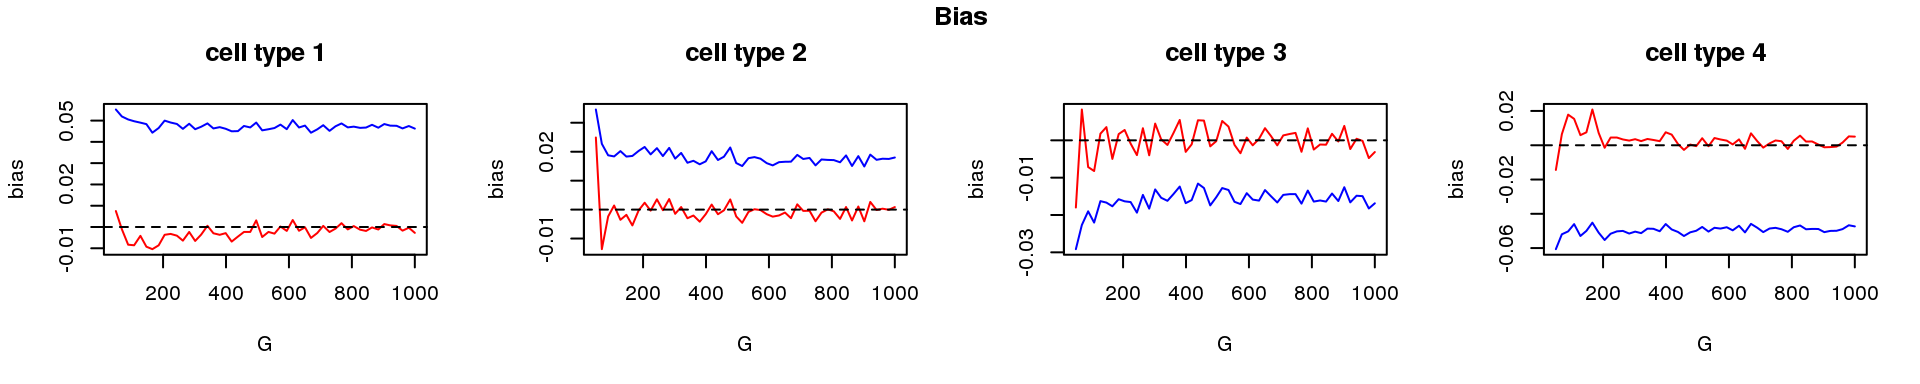 Bias
cell type 1
bias
-0.01 0.02 0.05
200 400 600 800 1000
G
cell type 2
bias
-0.01 0.02
200 400 600 800 1000
G
cell type 3
bias
-0.03 -0.01
200 400 600 800 1000
G
cell type 4
bias
-0.06 -0.02 0.02
200 400 600 800 1000
G